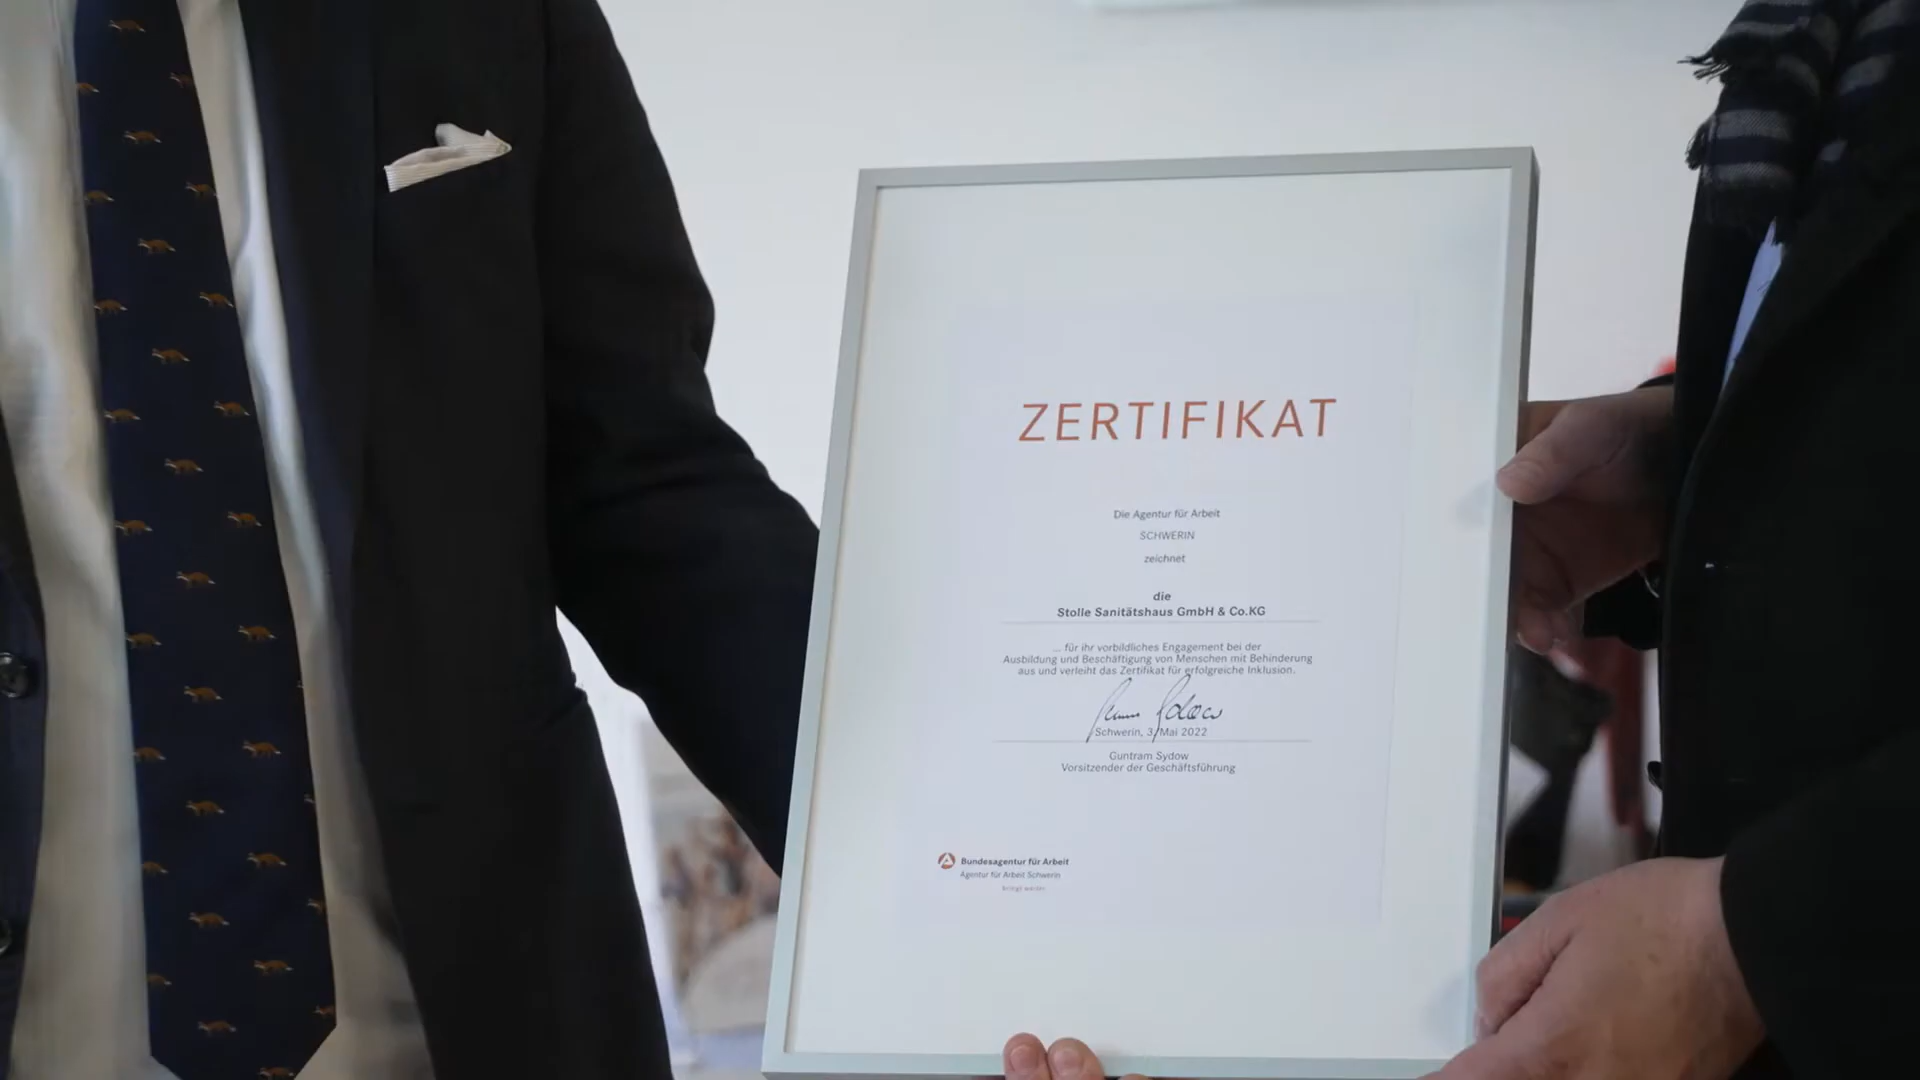 ZERTIFIKAT
Die Agentur für Arbeit
SCHWERIN
zeichnet
die
Stolle Sanitätshaus GmbH & Co.KG
... für ihr vorbildliches Engagement bei der
Ausbildung und Beschäftigung von Menschen mit Behinderung
aus und verleiht das Zertifikat für erfolgreiche Inklusion.
Schwerin, 3. Mai 2022
Guntram Sydow
Vorsitzender der Geschäftsführung
Bundesagentur für Arbeit
Agentur für Arbeit Schwerin
bringt weiter